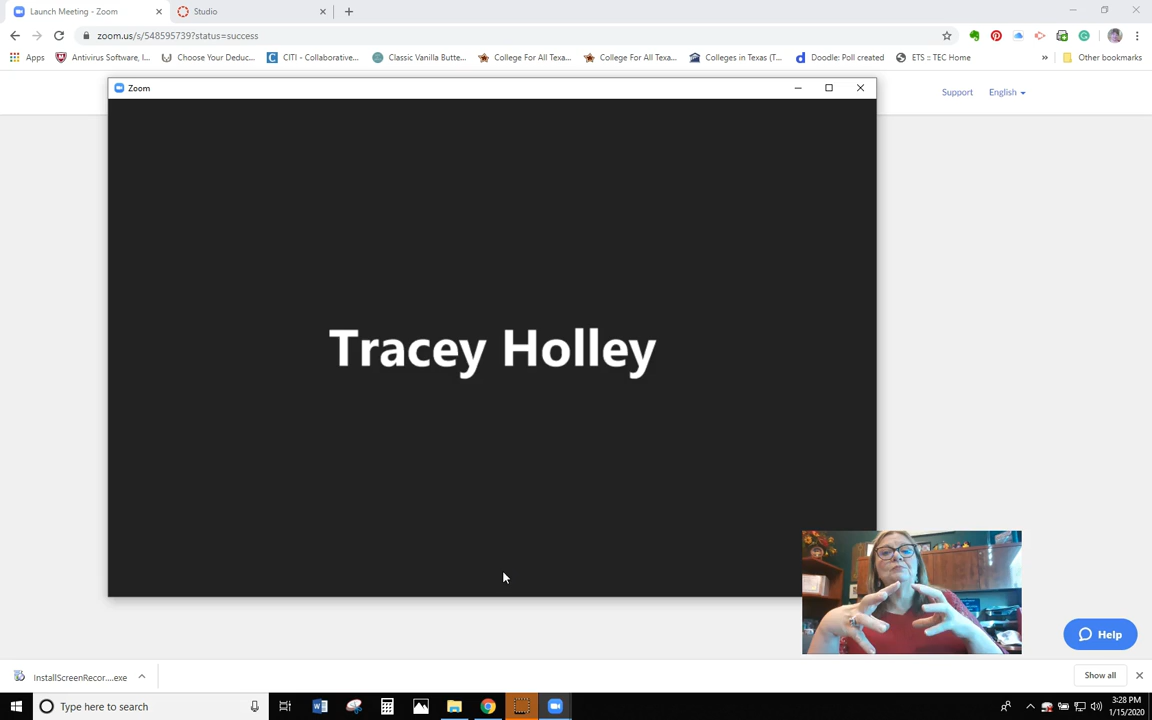 Launch Meeting - Zoom
Studio
zoom.us/s/548595739?status=success
Apps
Antivirus Software, I...
Choose Your Deduc...
CITI - Collaborative...
Classic Vanilla Butte...
College For All Texa...
College For All Texa...
Colleges in Texas (T...
Doodle: Poll created
ETS :: TEC Home
»
Other bookmarks
Zoom
Support
English
Tracey Holley
Help
InstallScreenRecor....exe
Show all
Type here to search
3:28 PM
1/15/2020